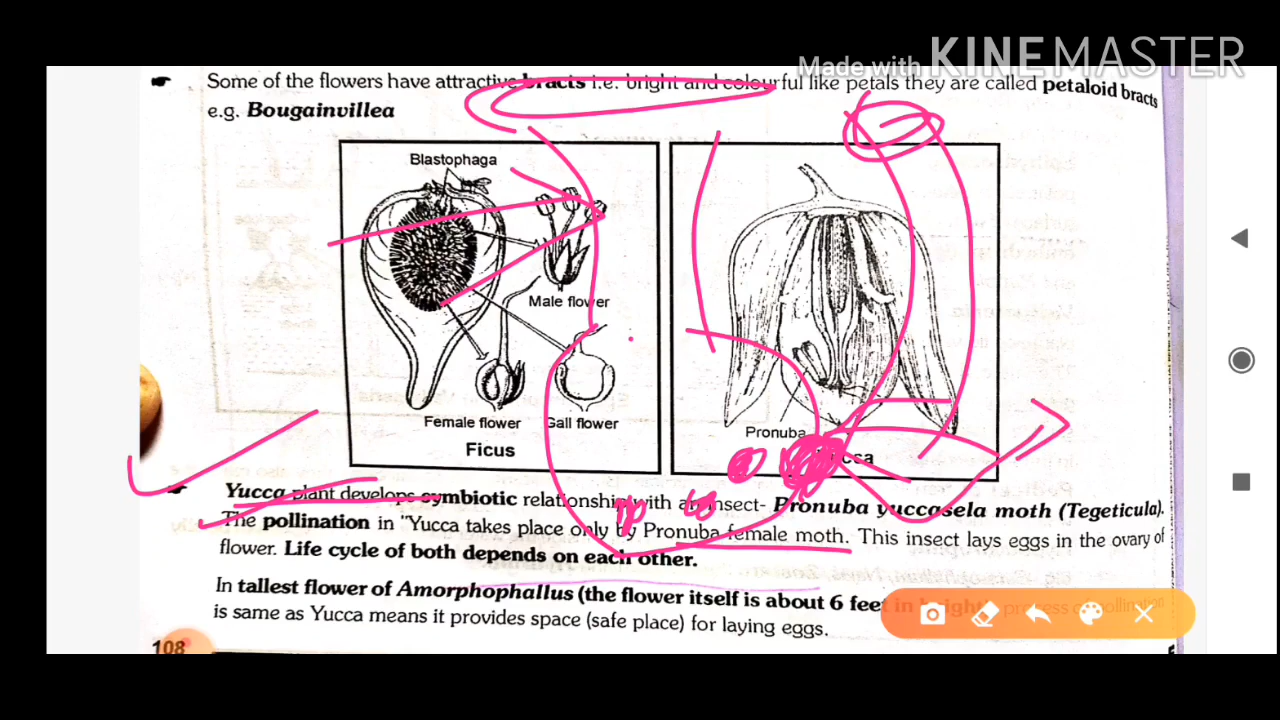 Made with KINEMASTER
Some of the flowers have attractive bracts i.e. bright and colourful like petals they are called petaloid bracts
e.g. Bougainvillea
Blastophaga
Male flower
Female flower
Gall flower
Ficus
Pronuba
Yucca plant develops symbiotic relationship with an insect- Pronuba yuccasela moth (Tegeticula).
The pollination in "Yucca takes place only by Pronuba female moth. This insect lays eggs in the ovary of
flower. Life cycle of both depends on each other.
In tallest flower of Amorphophallus (the flower itself is about 6 feet in height) process of pollination
is same as Yucca means it provides space (safe place) for laying eggs.
108